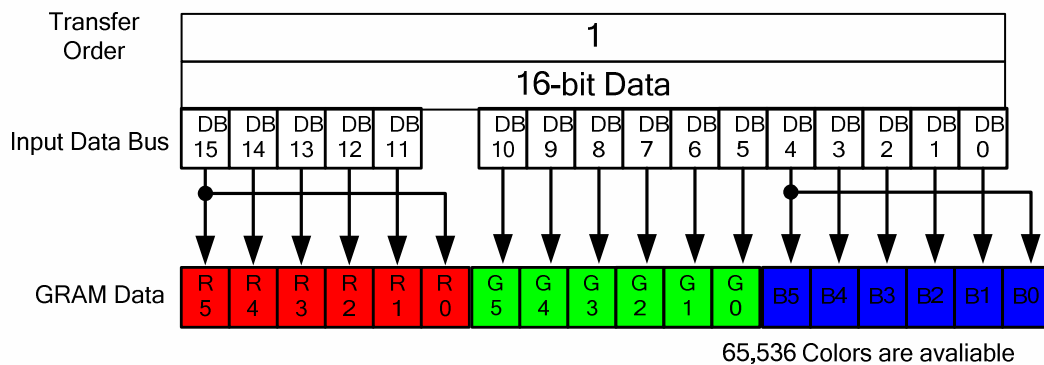 Transfer Order
1
16-bit Data
Input Data Bus
DB 15
DB 14
DB 13
DB 12
DB 11
DB 10
DB 9
DB 8
DB 7
DB 6
DB 5
DB 4
DB 3
DB 2
DB 1
DB 0
GRAM Data
R 5
R 4
R 3
R 2
R 1
R 0
G 5
G 4
G 3
G 2
G 1
G 0
B5
B4
B3
B2
B1
B0
65,536 Colors are avaliable